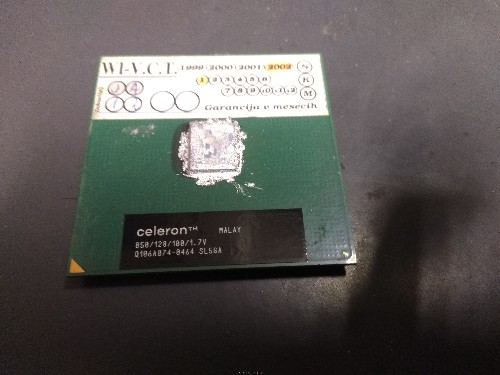 WI-V.C.T. 1999\2000\2001\2002 S
1 2 3 4 5 6 K
7 8 9 10 11 12 M
Garancija v mesecih
celeron™ MALAY
850/128/100/1.7V
Q106A074-0464 SL5GA